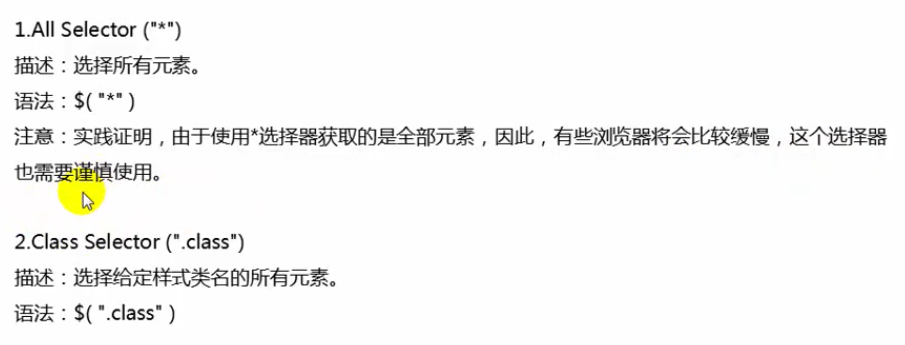 1.All Selector ("*")
描述：选择所有元素。
语法：$( "*" )
注意：实践证明，由于使用*选择器获取的是全部元素，因此，有些浏览器将会比较缓慢，这个选择器
也需要谨慎使用。
2.Class Selector (".class")
描述：选择给定样式类名的所有元素。
语法：$( ".class" )